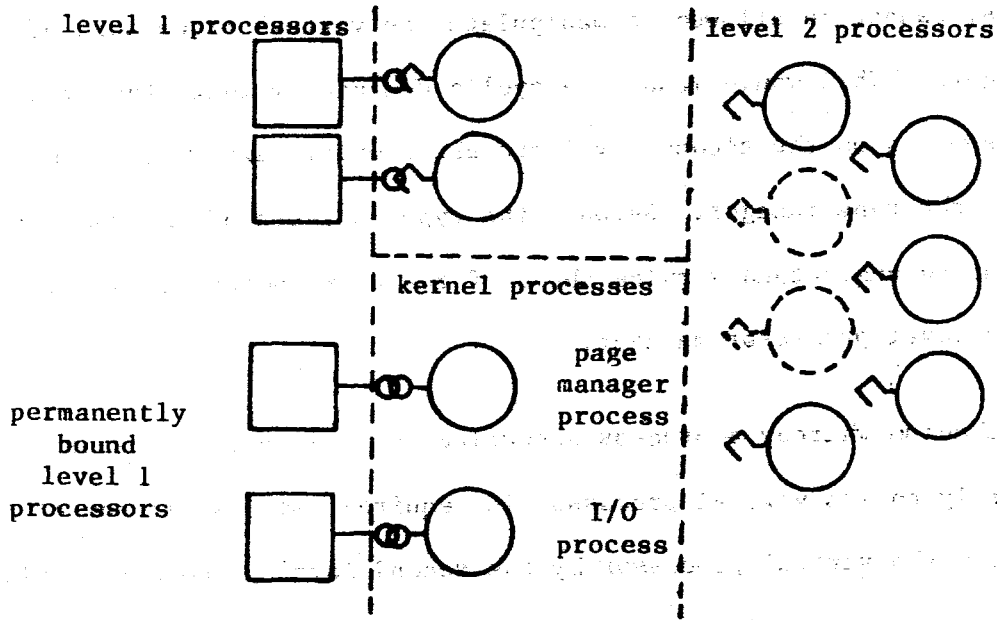 level 1 processors
level 2 processors
kernel processes
page
manager
process
permanently
bound
level 1
processors
I/O
process